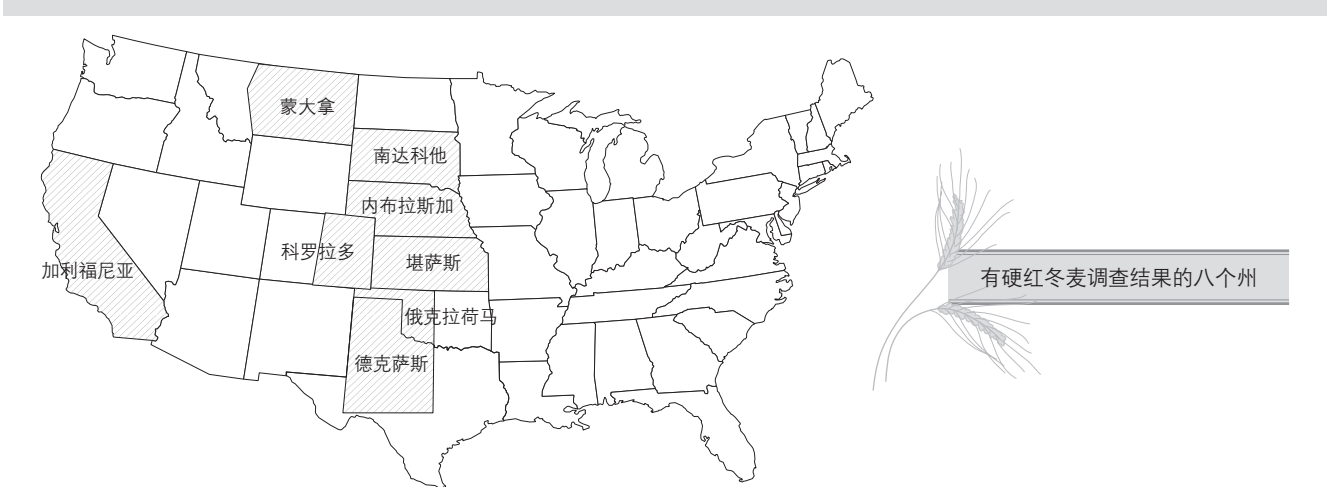 蒙大拿
南达科他
内布拉斯加
科罗拉多
堪萨斯
加利福尼亚
俄克拉荷马
德克萨斯
有硬红冬麦调查结果的八个州